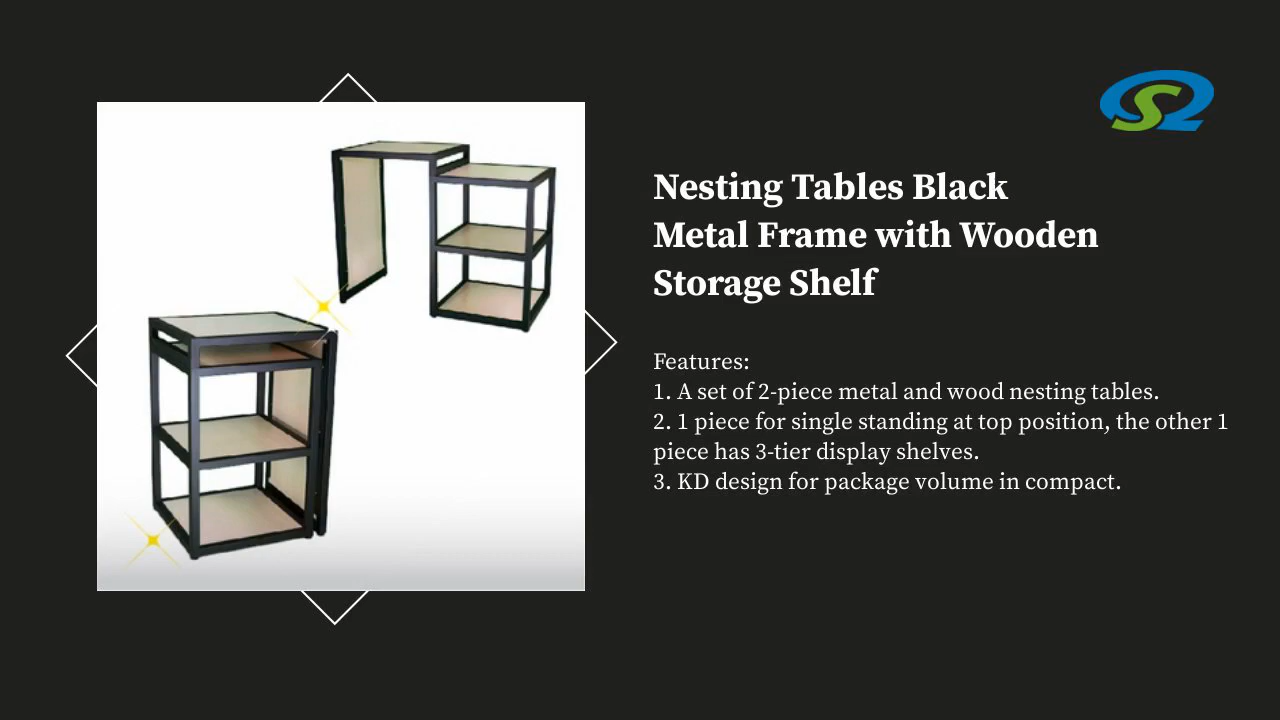 Nesting Tables Black
Metal Frame with Wooden
Storage Shelf
Features:
1. A set of 2-piece metal and wood nesting tables.
2. 1 piece for single standing at top position, the other 1
piece has 3-tier display shelves.
3. KD design for package volume in compact.